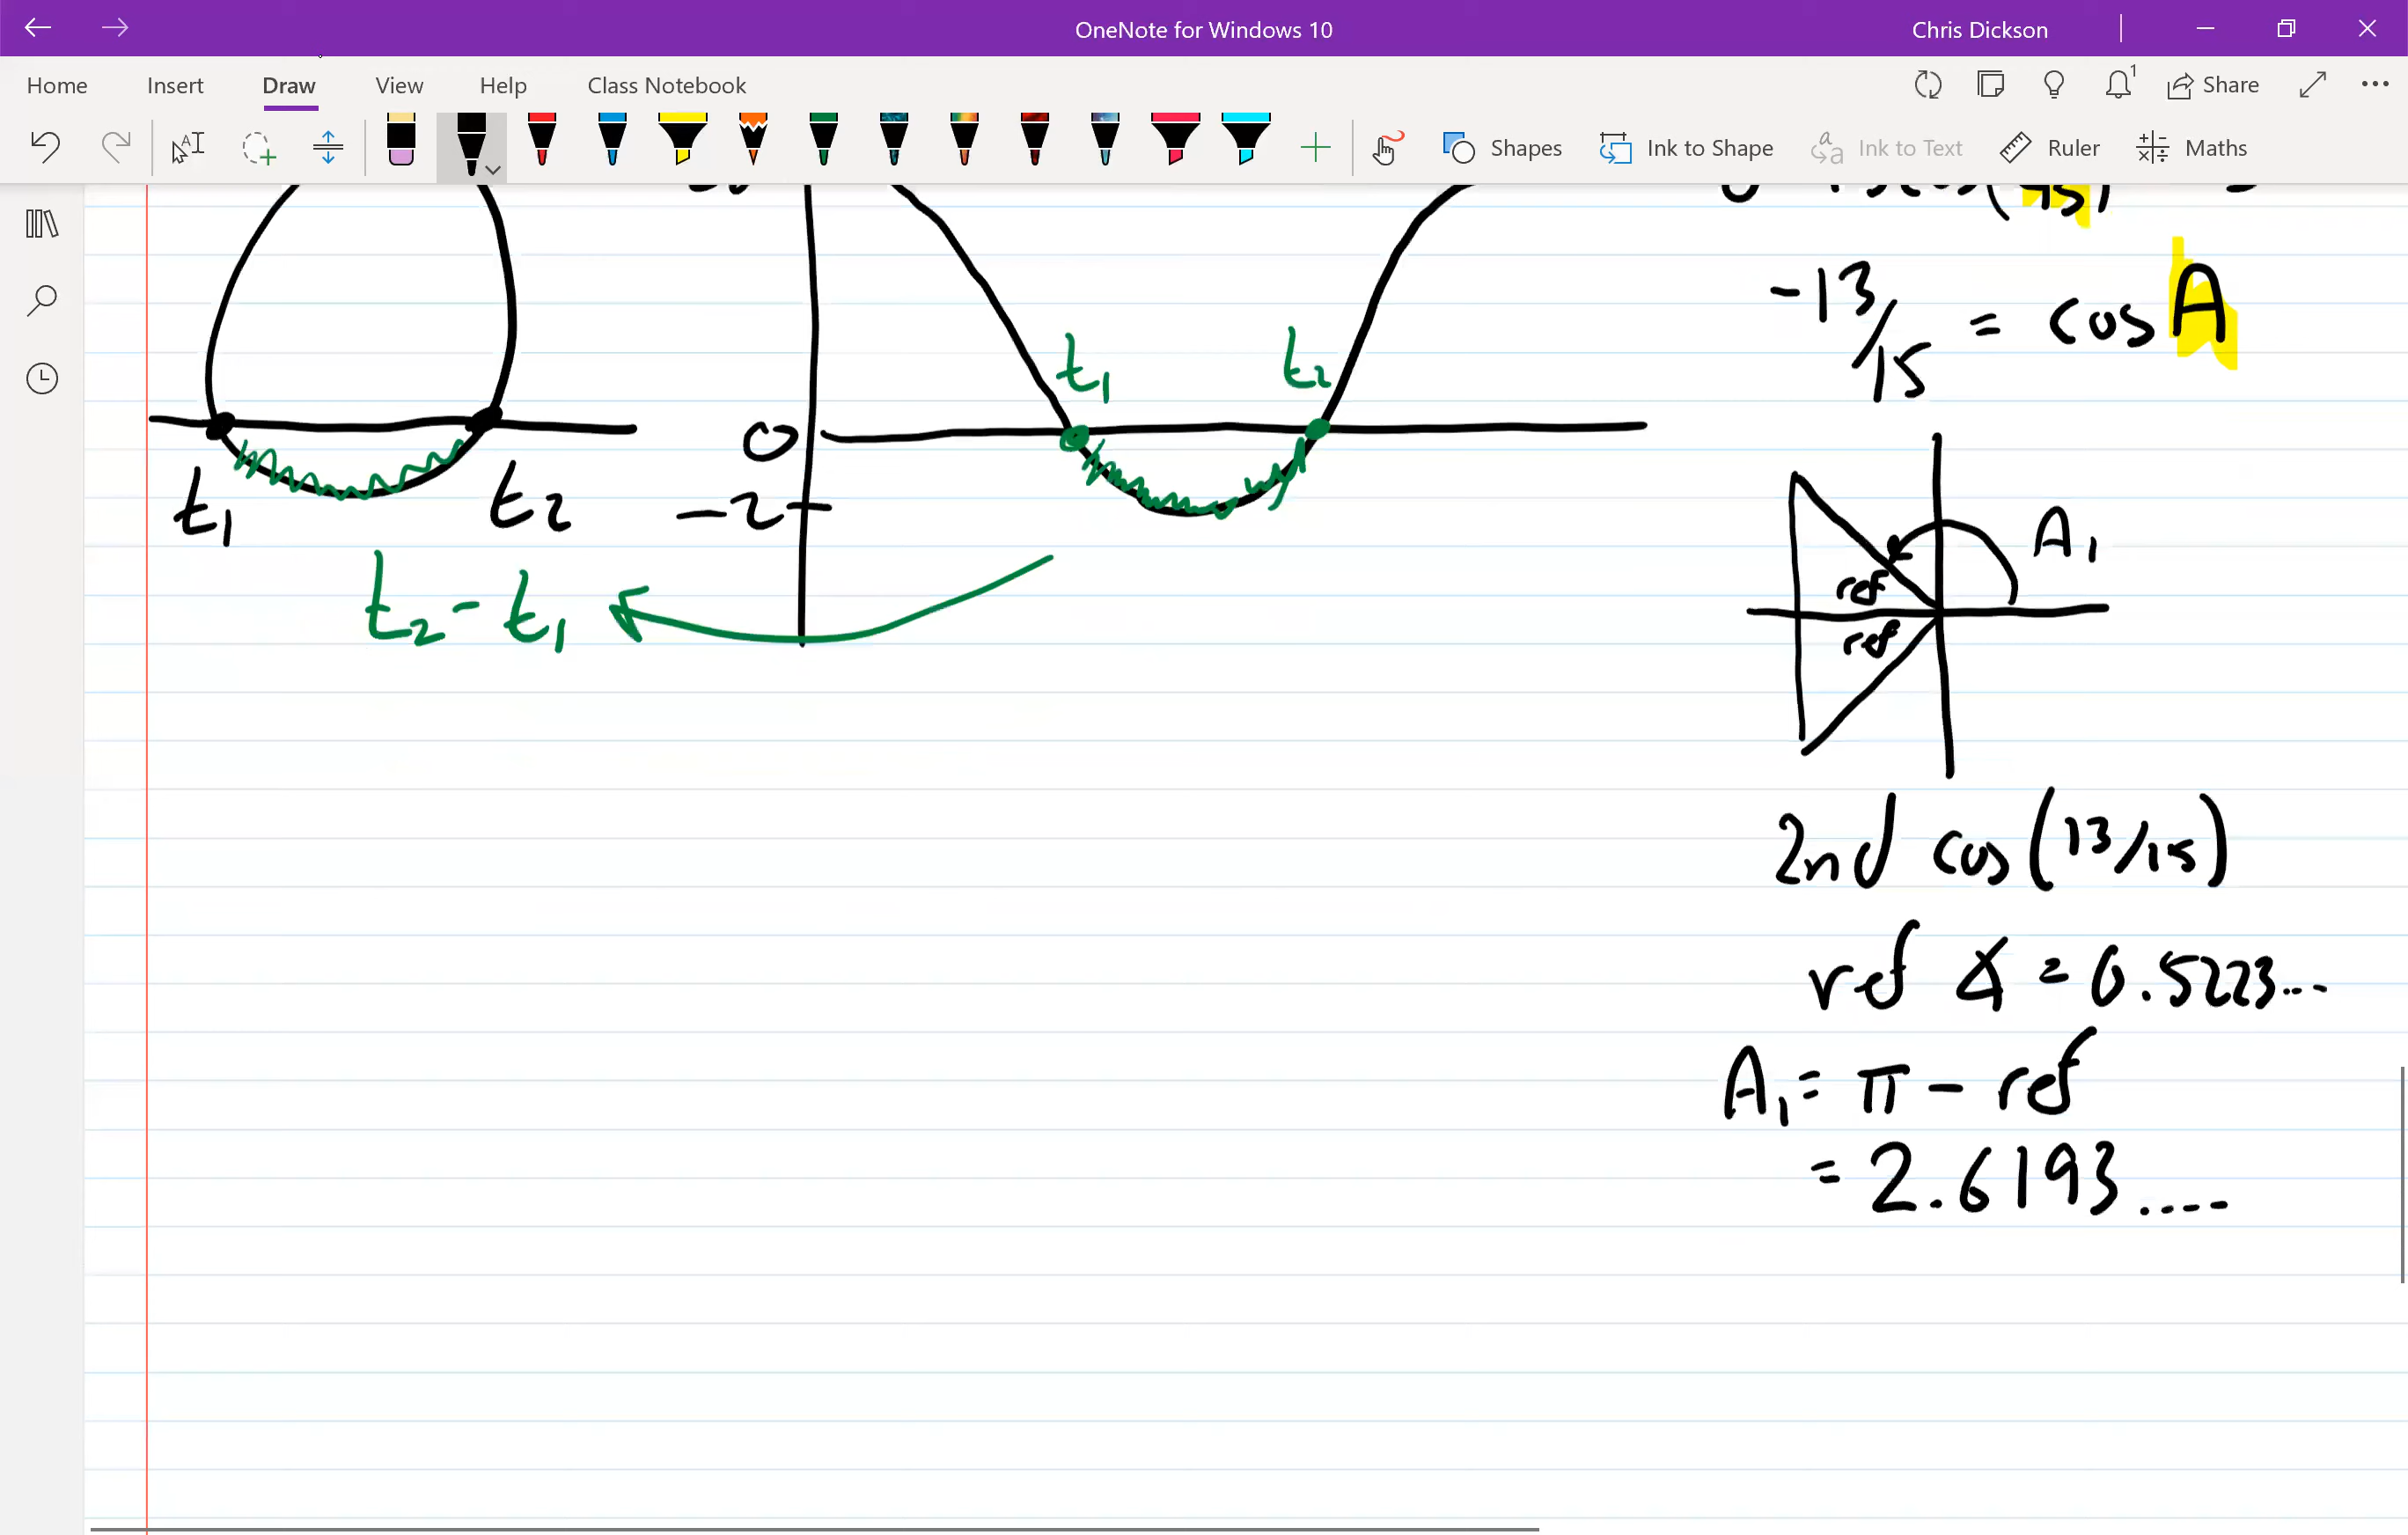 OneNote for Windows 10
Chris Dickson
Home Insert Draw View Help Class Notebook
1 Share
Shapes
Ink to Shape
Ink to Text
Ruler
Maths
-13/15 = cos A
t1 t2
0
t1 t2
-2
t2 - t1
A1
ref
ref
2nd cos(13/15)
ref ∡ = 0.5223...
A1 = π - ref
= 2.6193....